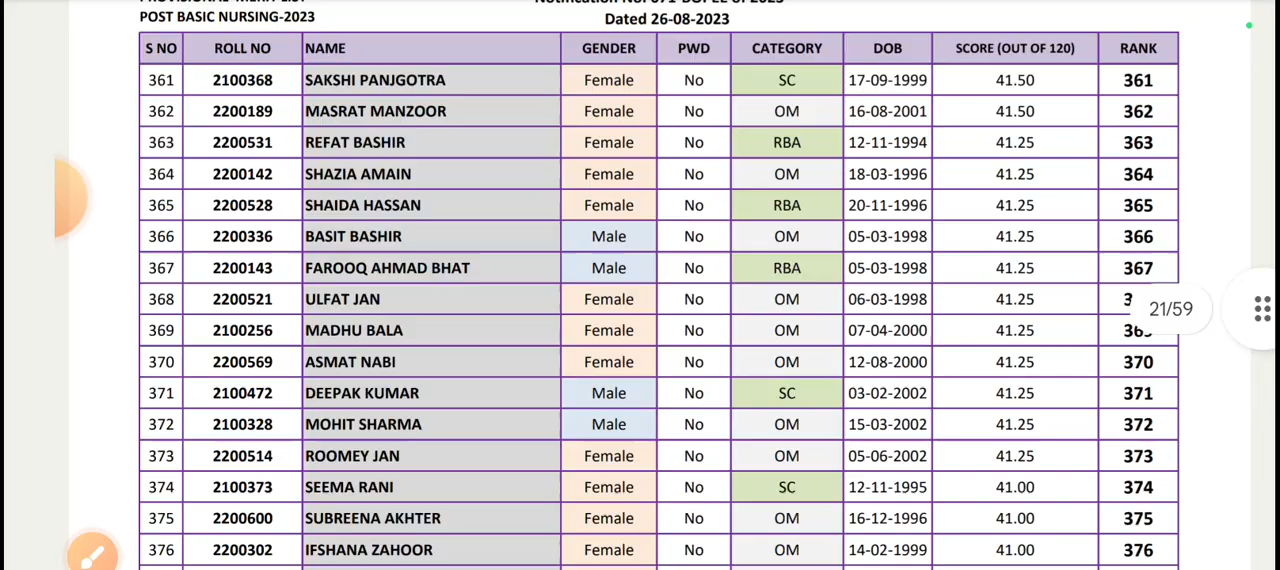 POST BASIC NURSING-2023
Dated 26-08-2023
S NO ROLL NO NAME GENDER PWD CATEGORY DOB SCORE (OUT OF 120) RANK
361 2100368 SAKSHI PANJGOTRA Female No SC 17-09-1999 41.50 361
362 2200189 MASRAT MANZOOR Female No OM 16-08-2001 41.50 362
363 2200531 REFAT BASHIR Female No RBA 12-11-1994 41.25 363
364 2200142 SHAZIA AMAIN Female No OM 18-03-1996 41.25 364
365 2200528 SHAIDA HASSAN Female No RBA 20-11-1996 41.25 365
366 2200336 BASIT BASHIR Male No OM 05-03-1998 41.25 366
367 2200143 FAROOQ AHMAD BHAT Male No RBA 05-03-1998 41.25 367
368 2200521 ULFAT JAN Female No OM 06-03-1998 41.25
21/59
369 2100256 MADHU BALA Female No OM 07-04-2000 41.25 369
370 2200569 ASMAT NABI Female No OM 12-08-2000 41.25 370
371 2100472 DEEPAK KUMAR Male No SC 03-02-2002 41.25 371
372 2100328 MOHIT SHARMA Male No OM 15-03-2002 41.25 372
373 2200514 ROOMEY JAN Female No OM 05-06-2002 41.25 373
374 2100373 SEEMA RANI Female No SC 12-11-1995 41.00 374
375 2200600 SUBREENA AKHTER Female No OM 16-12-1996 41.00 375
376 2200302 IFSHANA ZAHOOR Female No OM 14-02-1999 41.00 376